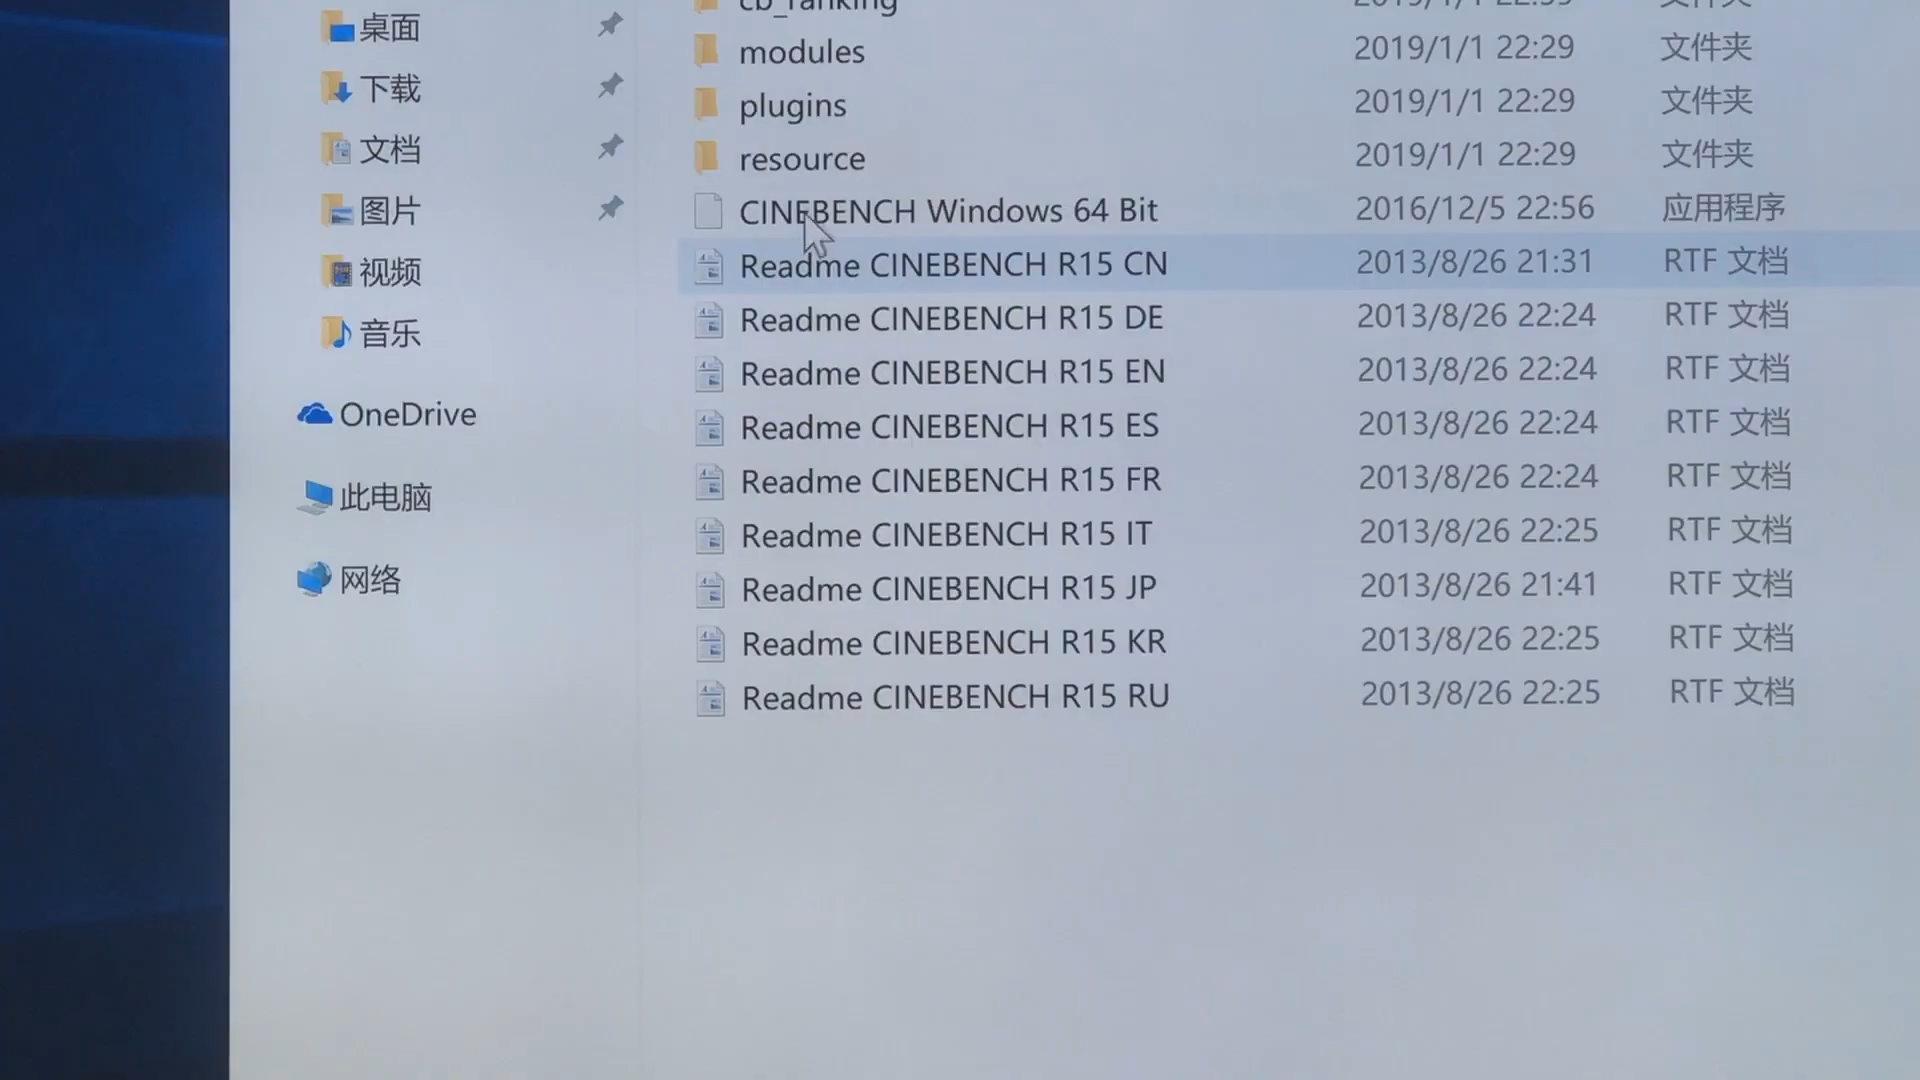 桌面
下载
文档
图片
视频
音乐
OneDrive
此电脑
网络
cb_ranking
modules 2019/1/1 22:29 文件夹
plugins 2019/1/1 22:29 文件夹
resource 2019/1/1 22:29 文件夹
CINEBENCH Windows 64 Bit 2016/12/5 22:56 应用程序
Readme CINEBENCH R15 CN 2013/8/26 21:31 RTF 文档
Readme CINEBENCH R15 DE 2013/8/26 22:24 RTF 文档
Readme CINEBENCH R15 EN 2013/8/26 22:24 RTF 文档
Readme CINEBENCH R15 ES 2013/8/26 22:24 RTF 文档
Readme CINEBENCH R15 FR 2013/8/26 22:24 RTF 文档
Readme CINEBENCH R15 IT 2013/8/26 22:25 RTF 文档
Readme CINEBENCH R15 JP 2013/8/26 21:41 RTF 文档
Readme CINEBENCH R15 KR 2013/8/26 22:25 RTF 文档
Readme CINEBENCH R15 RU 2013/8/26 22:25 RTF 文档